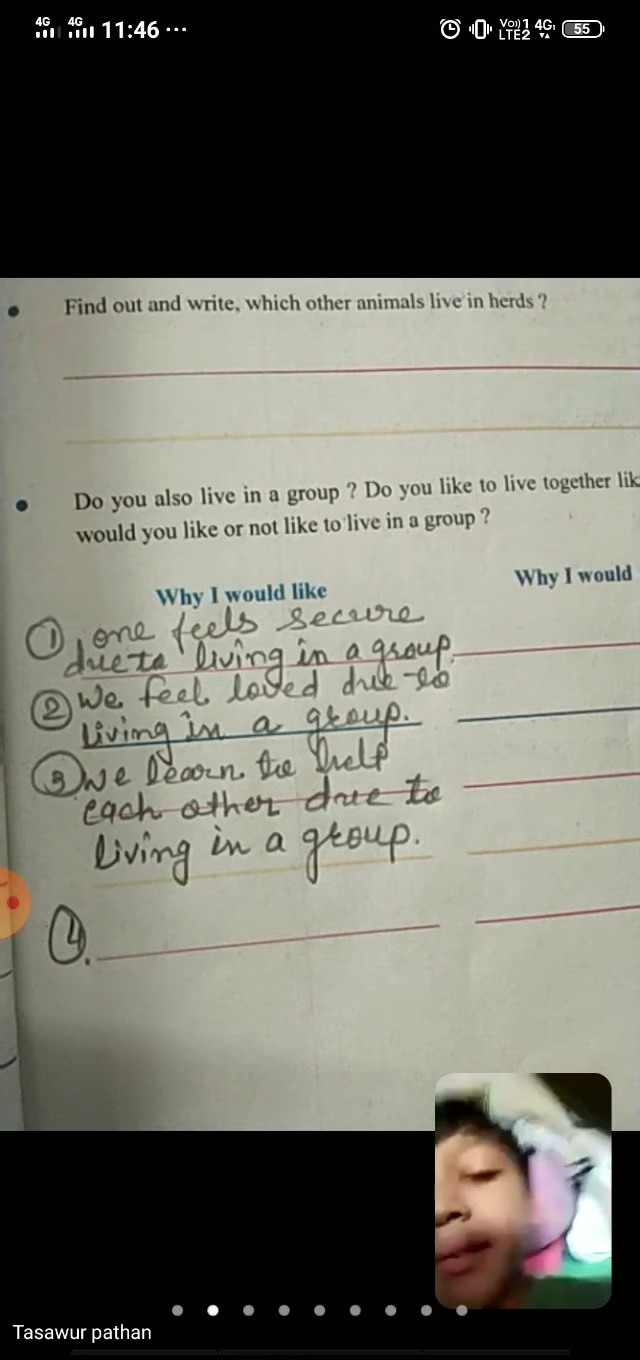 4G 4G 11:46 ... Vo)) 1 LTE2 4G 55
Find out and write, which other animals live in herds ?
Do you also live in a group ? Do you like to live together lik
would you like or not like to live in a group ?
Why I would like
Why I would
① one feels secure
due to living in a group.
② We feel loved due to
living in a group.
③ we learn to help
each other due to
living in a group.
④.
Tasawur pathan